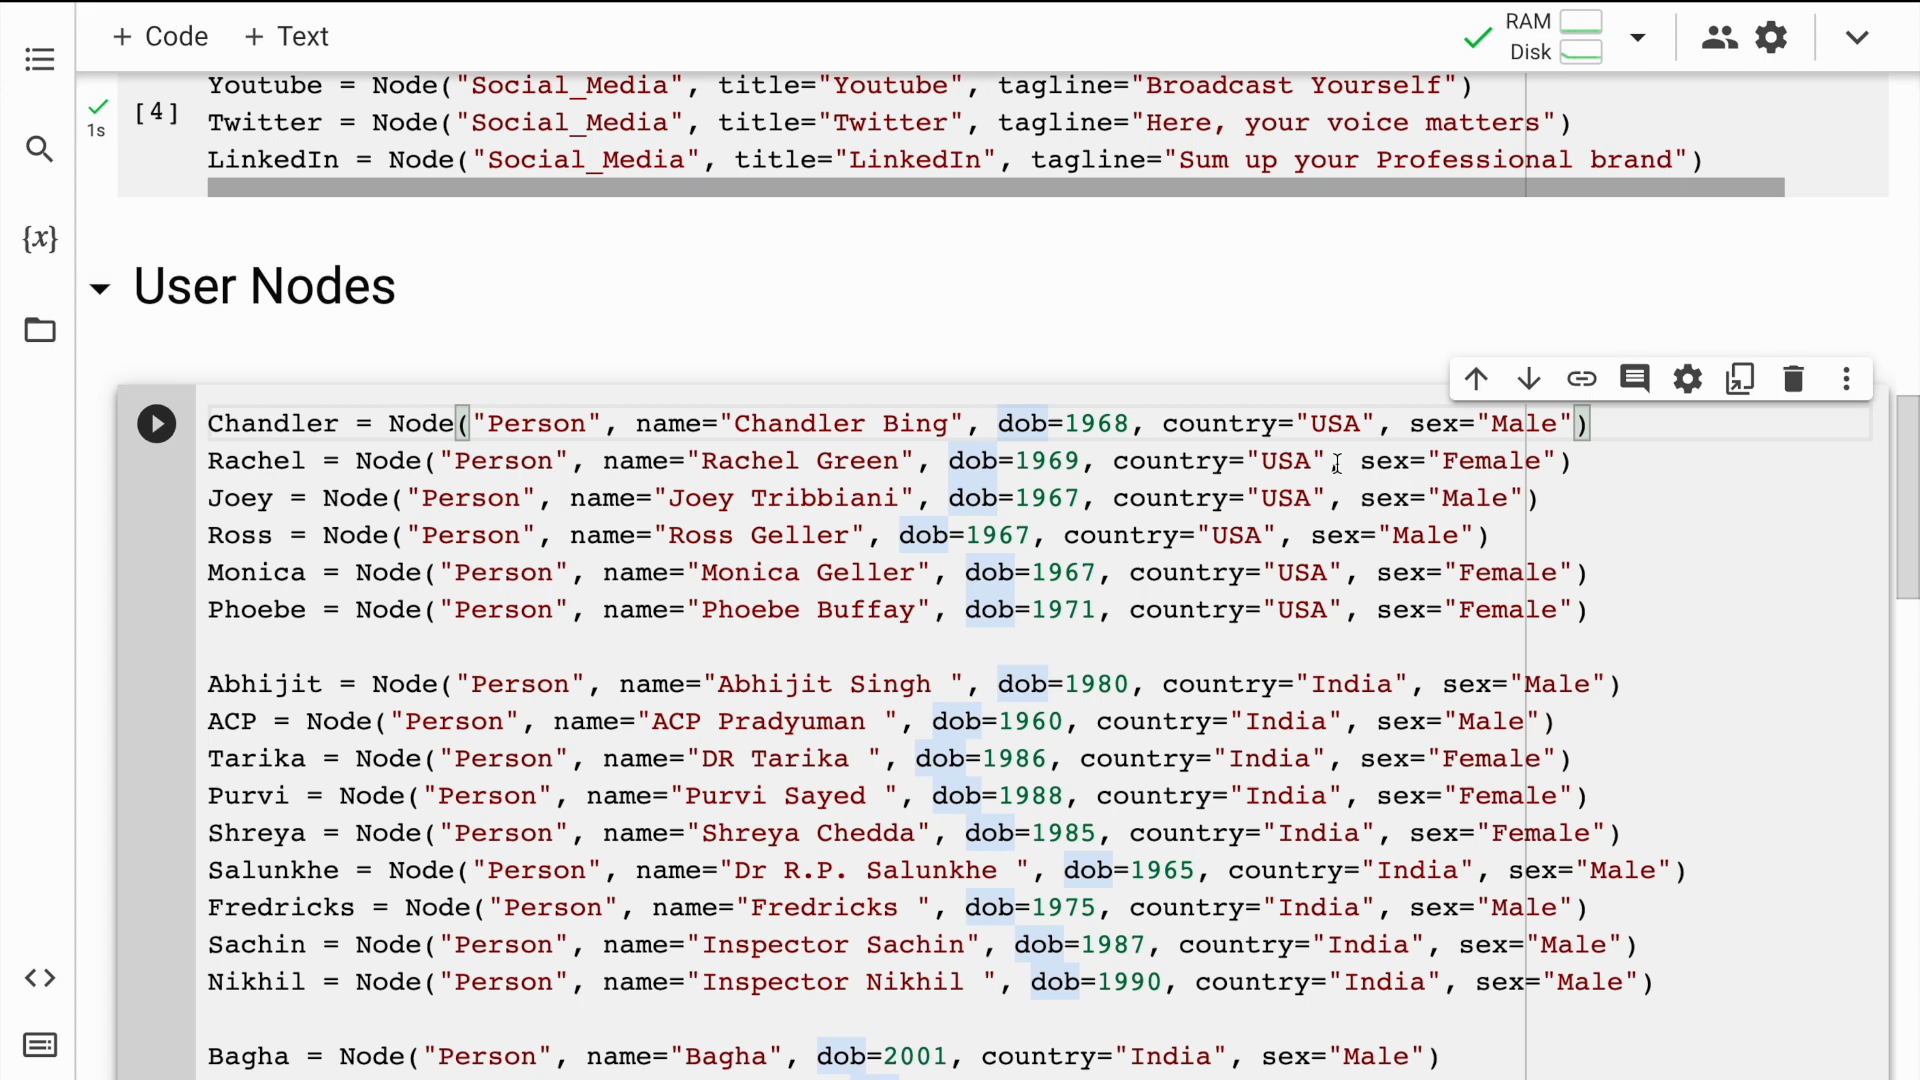 + Code + Text
RAM
Disk
Youtube = Node("Social_Media", title="Youtube", tagline="Broadcast Yourself")
[4]
1s
Twitter = Node("Social_Media", title="Twitter", tagline="Here, your voice matters")
LinkedIn = Node("Social_Media", title="LinkedIn", tagline="Sum up your Professional brand")
{x}
User Nodes
Chandler = Node("Person", name="Chandler Bing", dob=1968, country="USA", sex="Male")
Rachel = Node("Person", name="Rachel Green", dob=1969, country="USA", sex="Female")
Joey = Node("Person", name="Joey Tribbiani", dob=1967, country="USA", sex="Male")
Ross = Node("Person", name="Ross Geller", dob=1967, country="USA", sex="Male")
Monica = Node("Person", name="Monica Geller", dob=1967, country="USA", sex="Female")
Phoebe = Node("Person", name="Phoebe Buffay", dob=1971, country="USA", sex="Female")
Abhijit = Node("Person", name="Abhijit Singh ", dob=1980, country="India", sex="Male")
ACP = Node("Person", name="ACP Pradyuman ", dob=1960, country="India", sex="Male")
Tarika = Node("Person", name="DR Tarika ", dob=1986, country="India", sex="Female")
Purvi = Node("Person", name="Purvi Sayed ", dob=1988, country="India", sex="Female")
Shreya = Node("Person", name="Shreya Chedda", dob=1985, country="India", sex="Female")
Salunkhe = Node("Person", name="Dr R.P. Salunkhe ", dob=1965, country="India", sex="Male")
Fredricks = Node("Person", name="Fredricks ", dob=1975, country="India", sex="Male")
Sachin = Node("Person", name="Inspector Sachin", dob=1987, country="India", sex="Male")
Nikhil = Node("Person", name="Inspector Nikhil ", dob=1990, country="India", sex="Male")
Bagha = Node("Person", name="Bagha", dob=2001, country="India", sex="Male")